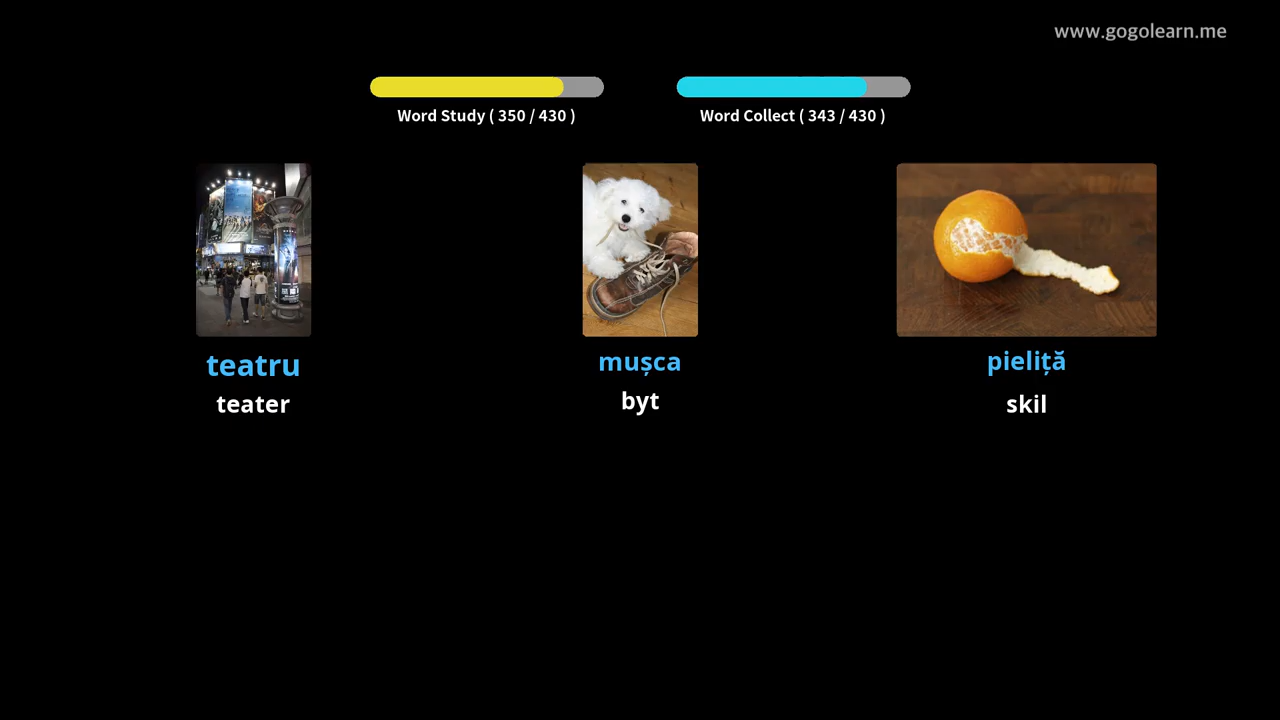 www.gogolearn.me
Word Study ( 350 / 430 )
Word Collect ( 343 / 430 )
teatru
teater
mușca
byt
pieliță
skil